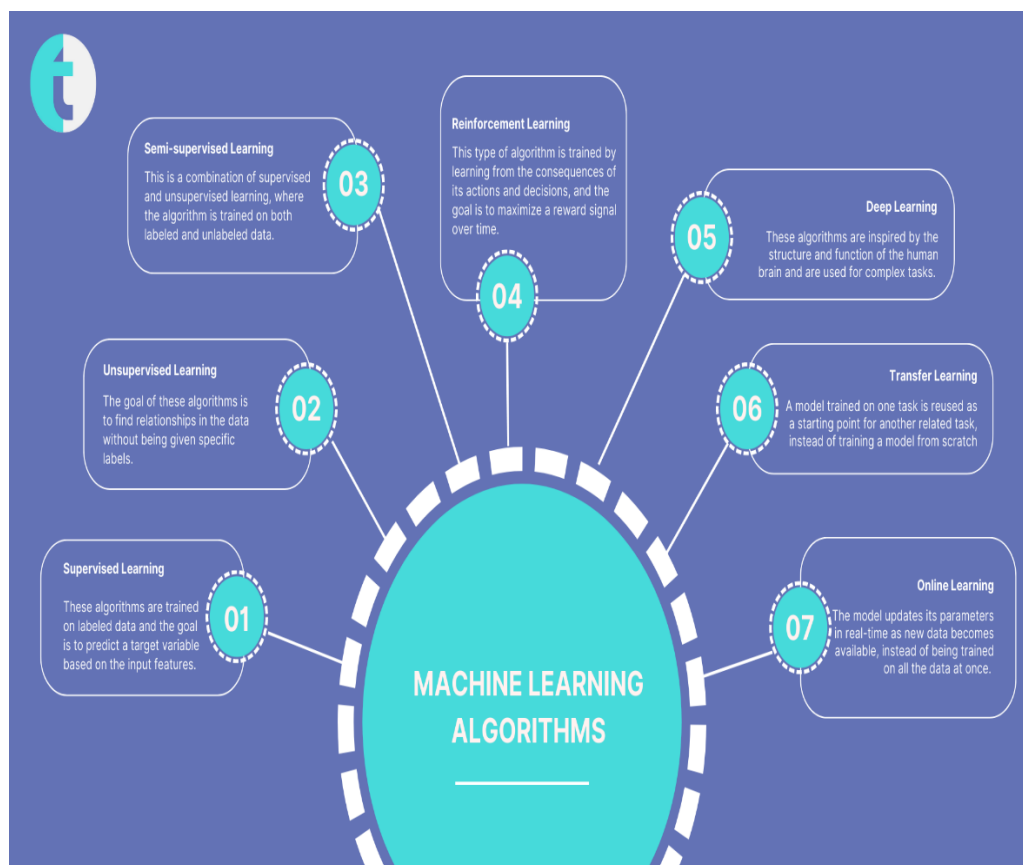 t
Semi-supervised Learning
This is a combination of supervised
and unsupervised learning, where
the algorithm is trained on both
labeled and unlabeled data.
03
Reinforcement Learning
This type of algorithm is trained by
learning from the consequences of
its actions and decisions, and the
goal is to maximize a reward signal
over time.
04
Deep Learning
These algorithms are inspired by the
structure and function of the human
brain and are used for complex tasks.
05
Unsupervised Learning
The goal of these algorithms is
to find relationships in the data
without being given specific
labels.
02
Transfer Learning
A model trained on one task is reused as
a starting point for another related task,
instead of training a model from scratch
06
Supervised Learning
These algorithms are trained
on labeled data and the goal
is to predict a target variable
based on the input features.
01
Online Learning
The model updates its parameters
in real-time as new data becomes
available, instead of being trained
on all the data at once.
07
MACHINE LEARNING
ALGORITHMS